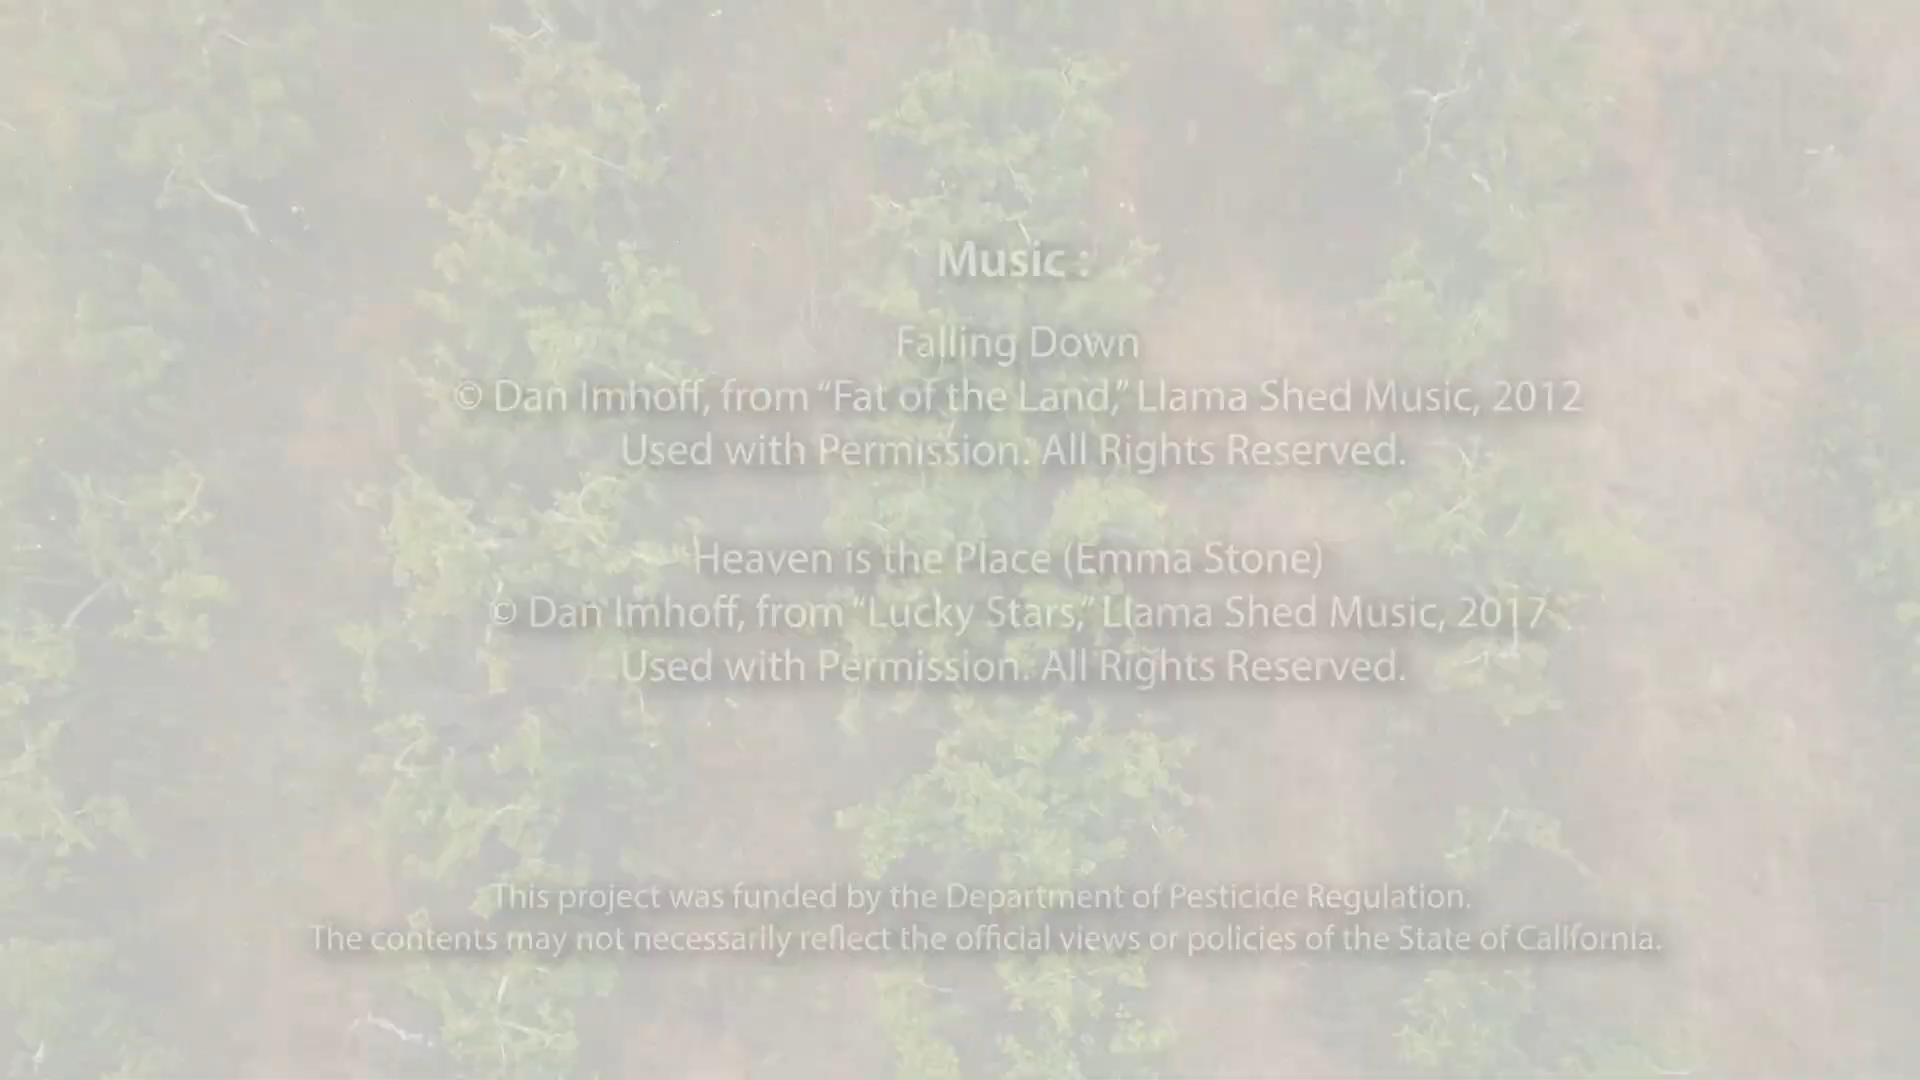 Music :
Falling Down
© Dan Imhoff, from “Fat of the Land,” Llama Shed Music, 2012
Used with Permission. All Rights Reserved.
Heaven is the Place (Emma Stone)
© Dan Imhoff, from “Lucky Stars,” Llama Shed Music, 2017
Used with Permission. All Rights Reserved.
This project was funded by the Department of Pesticide Regulation.
The contents may not necessarily reflect the official views or policies of the State of California.